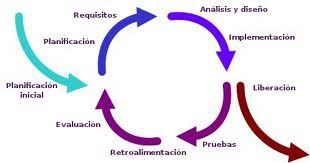 Requisitos
Análisis y diseño
Planificación
Implementación
Planificación
inicial
Liberación
Evaluación
Pruebas
Retroalimentación